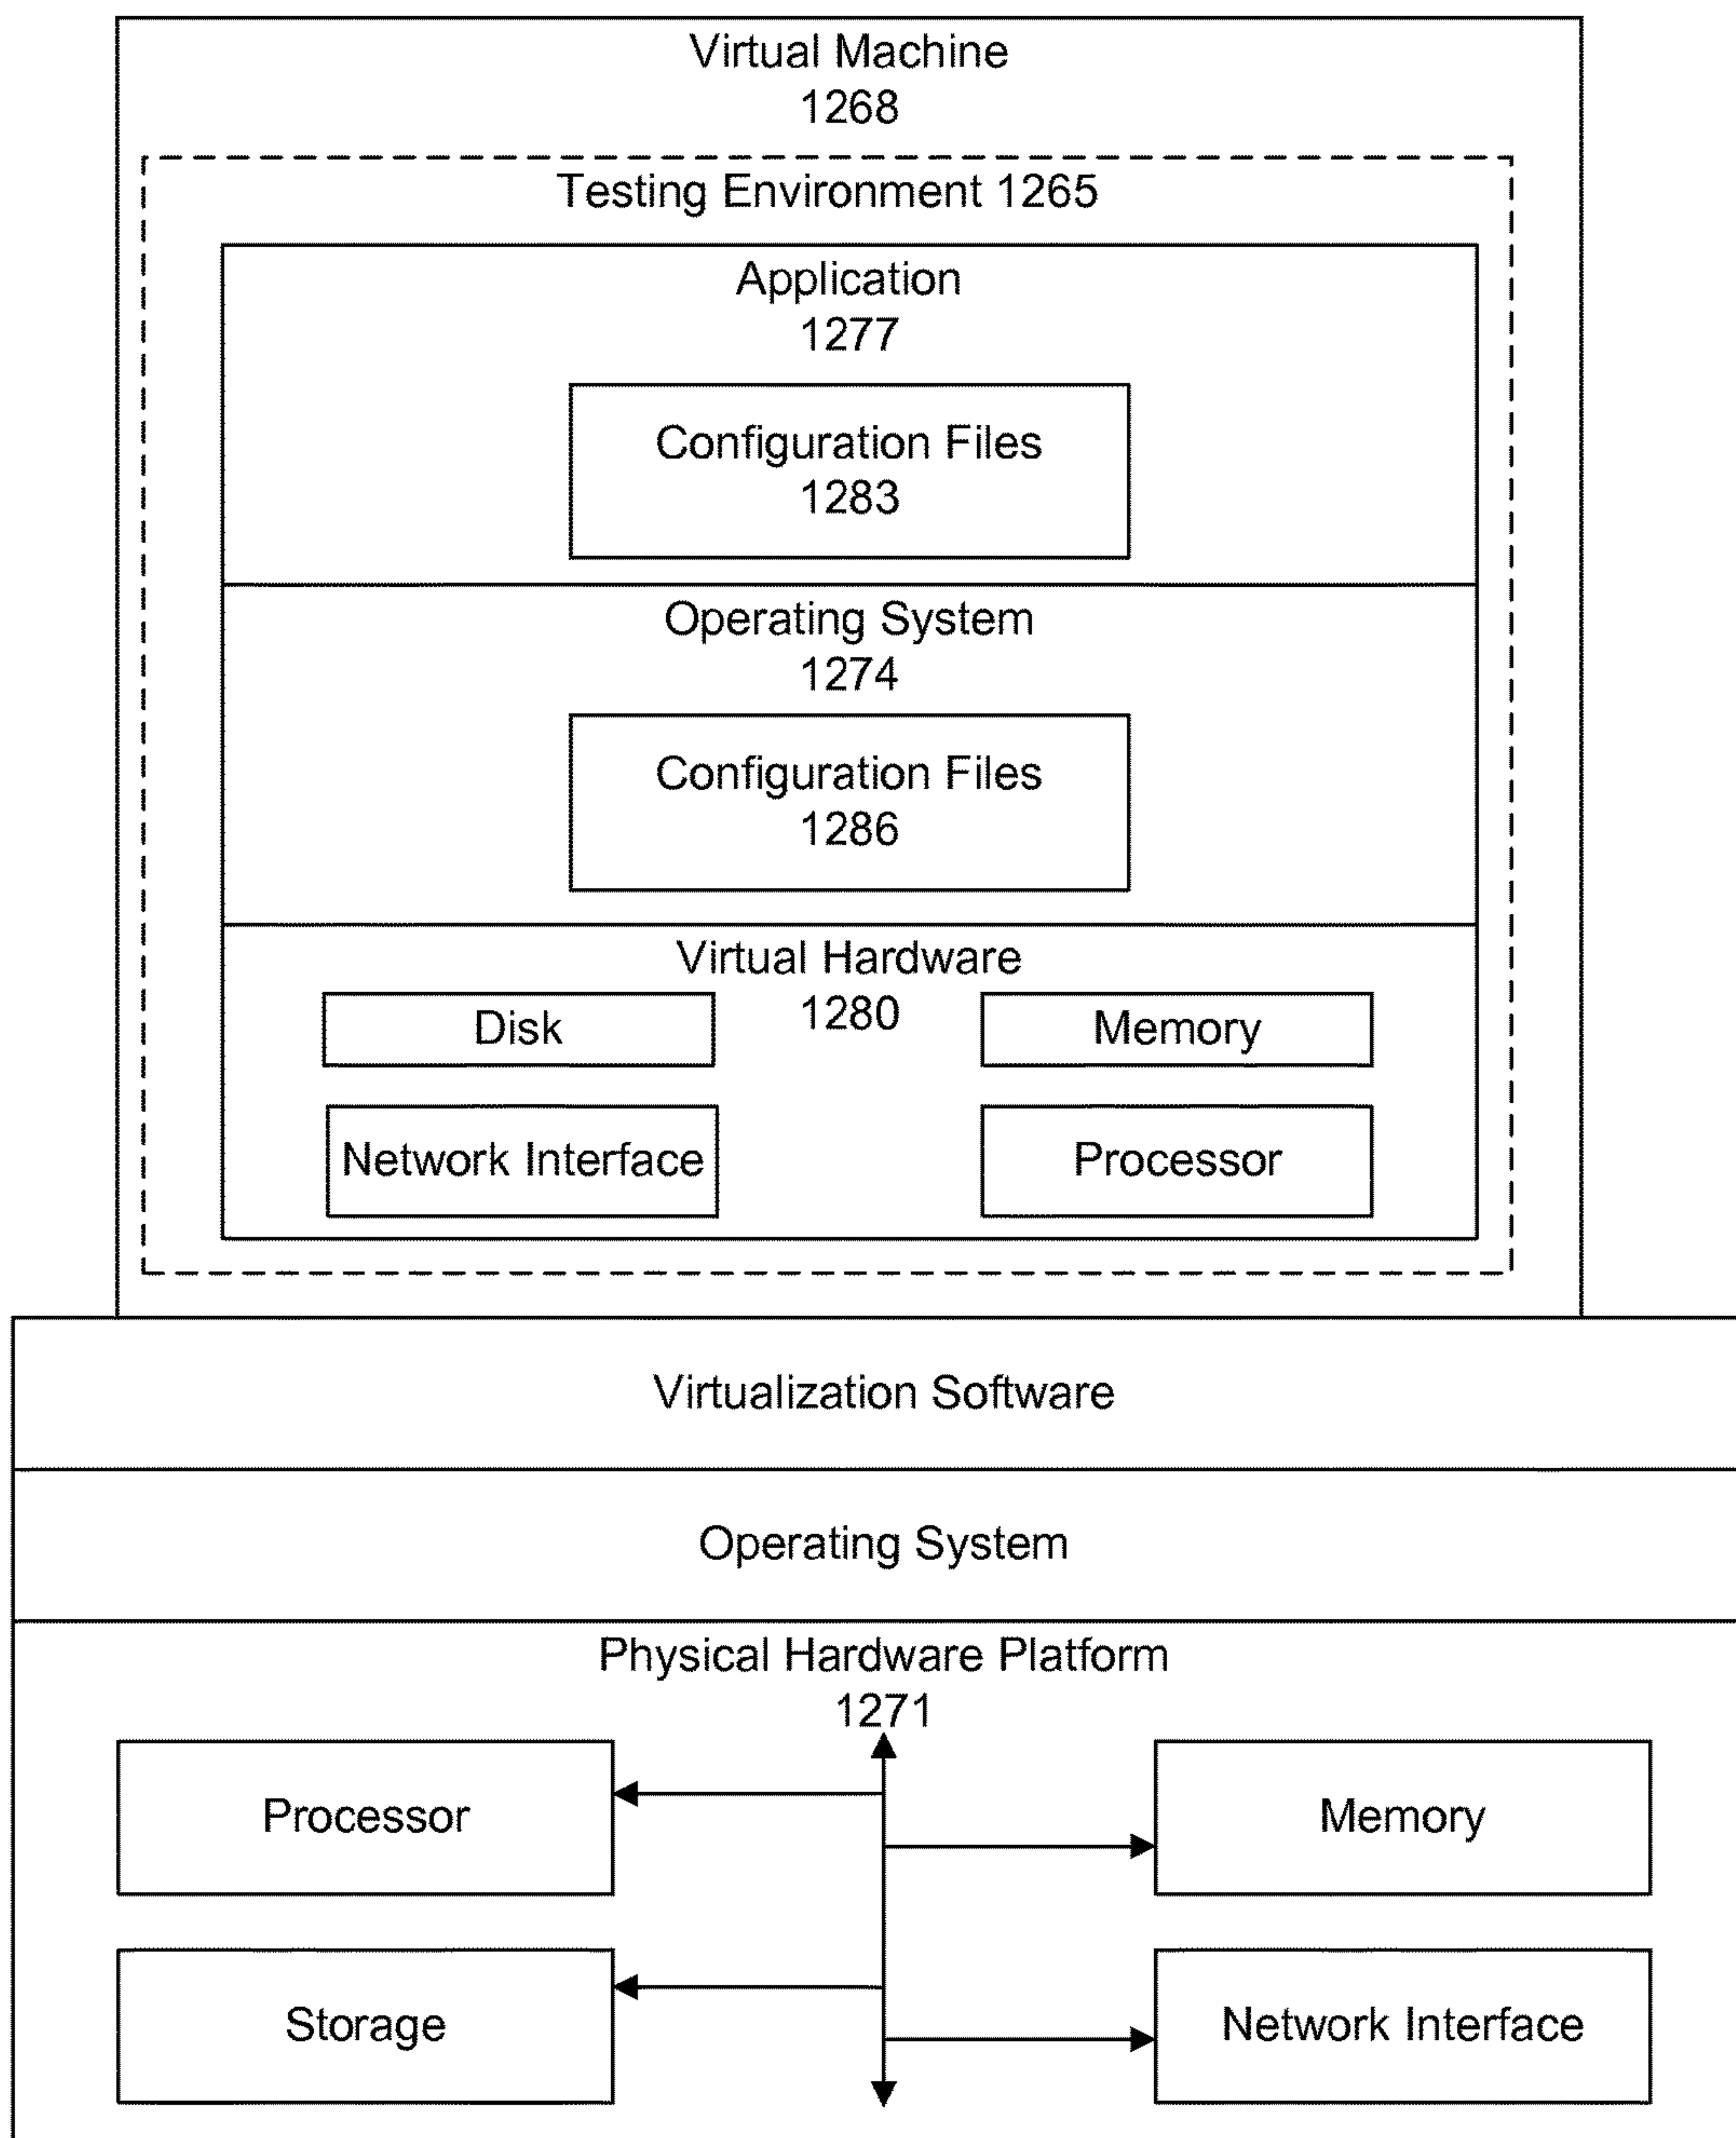 Virtual Machine
1268
Testing Environment 1265
Application
1277
Configuration Files
1283
Operating System
1274
Configuration Files
1286
Virtual Hardware
1280
Disk
Memory
Network Interface
Processor
Virtualization Software
Operating System
Physical Hardware Platform
1271
Processor
Memory
Storage
Network Interface